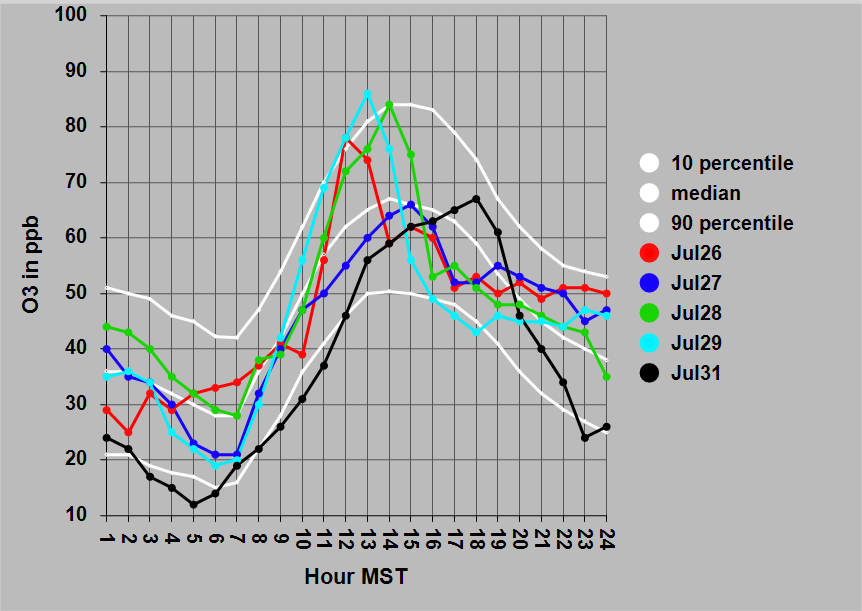 100
90
80
70
60
50
40
30
20
10
O3 in ppb
1 2 3 4 5 6 7 8 9 10 11 12 13 14 15 16 17 18 19 20 21 22 23 24
Hour MST
10 percentile
median
90 percentile
Jul26
Jul27
Jul28
Jul29
Jul31